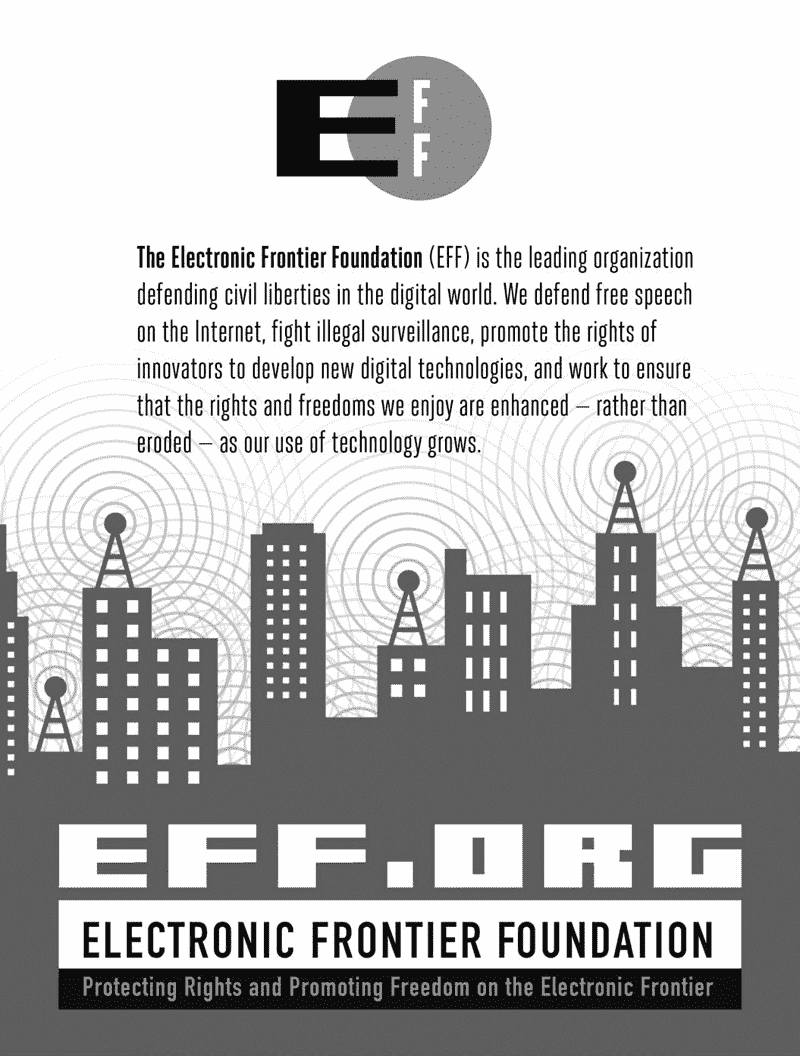 E F F
The Electronic Frontier Foundation (EFF) is the leading organization
defending civil liberties in the digital world. We defend free speech
on the Internet, fight illegal surveillance, promote the rights of
innovators to develop new digital technologies, and work to ensure
that the rights and freedoms we enjoy are enhanced – rather than
eroded – as our use of technology grows.
EFF.ORG
ELECTRONIC FRONTIER FOUNDATION
Protecting Rights and Promoting Freedom on the Electronic Frontier